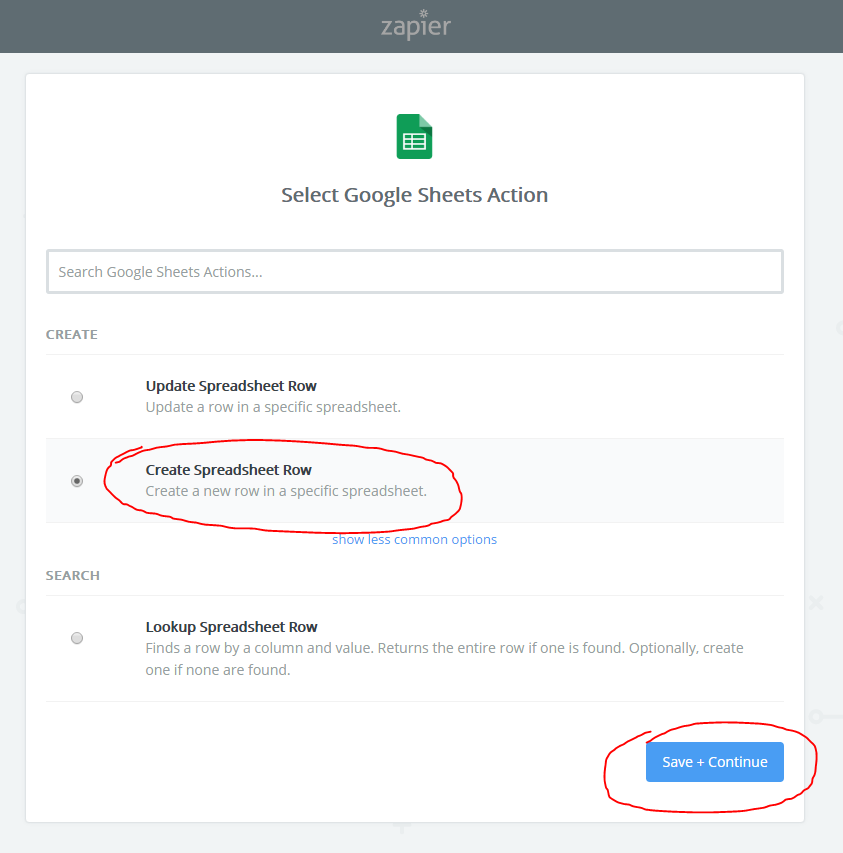 zapier
Select Google Sheets Action
Search Google Sheets Actions...
CREATE
Update Spreadsheet Row
Update a row in a specific spreadsheet.
Create Spreadsheet Row
Create a new row in a specific spreadsheet.
show less common options
SEARCH
Lookup Spreadsheet Row
Finds a row by a column and value. Returns the entire row if one is found. Optionally, create
one if none are found.
Save + Continue